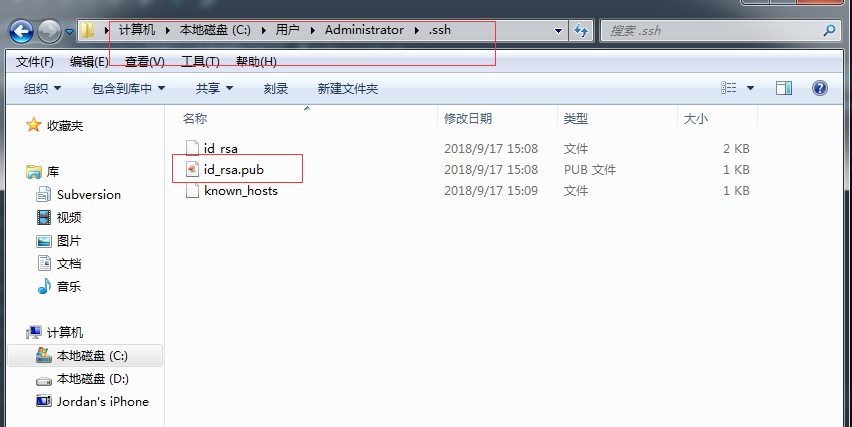 计算机 本地磁盘 (C:) 用户 Administrator .ssh 搜索 .ssh
文件(F) 编辑(E) 查看(V) 工具(T) 帮助(H)
组织 包含到库中 共享 刻录 新建文件夹
名称 修改日期 类型 大小
id_rsa 2018/9/17 15:08 文件 2 KB
id_rsa.pub 2018/9/17 15:08 PUB 文件 1 KB
known_hosts 2018/9/17 15:09 文件 1 KB
收藏夹
库
Subversion
视频
图片
文档
音乐
计算机
本地磁盘 (C:)
本地磁盘 (D:)
Jordan's iPhone